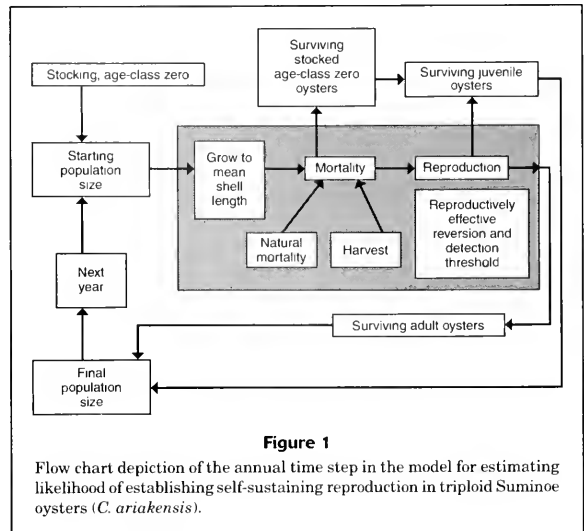 Stocking, age-class zero
Surviving
stocked
age-class zero
oysters
Surviving juvenile
oysters
Starting
population
size
Grow to
mean
shell
length
Mortality
Reproduction
Natural
mortality
Harvest
Reproductively
effective
reversion and
detection
threshold
Next
year
Surviving adult oysters
Final
population
size
Figure 1
Flow chart depiction of the annual time step in the model for estimating
likelihood of establishing self-sustaining reproduction in triploid Suminoe
oysters (C. ariakensis).